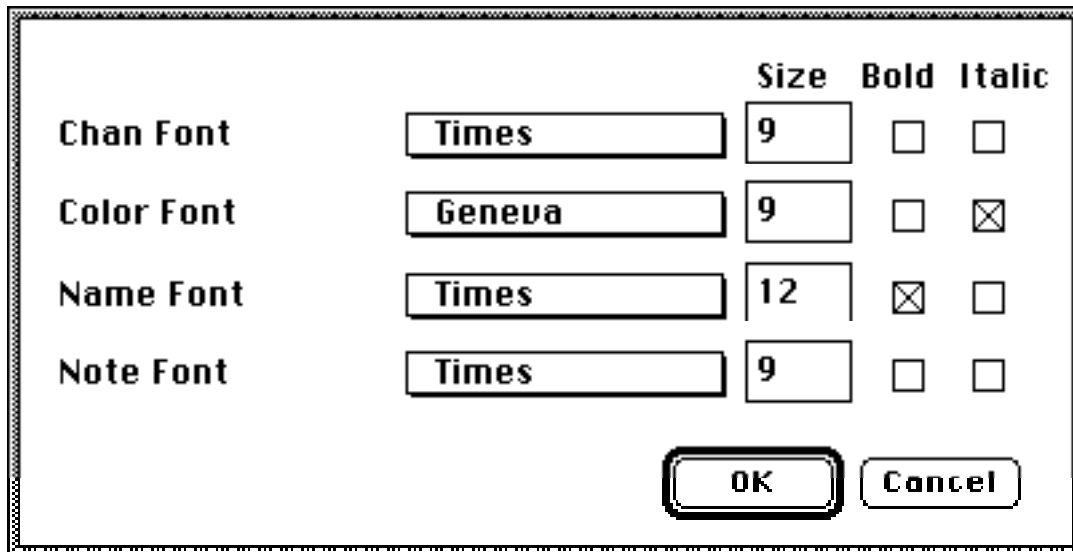 Size Bold Italic
Chan Font Times 9
Color Font Geneva 9
Name Font Times 12
Note Font Times 9
OK Cancel